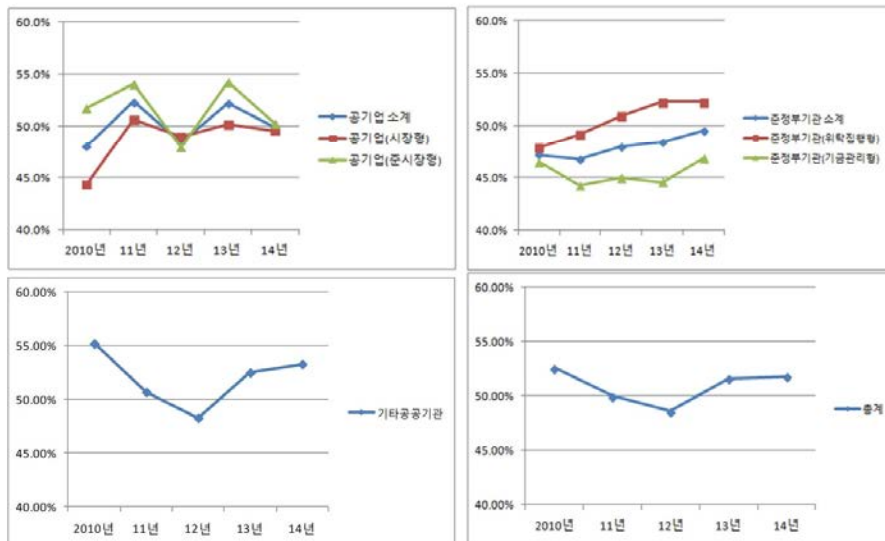 60.0%
55.0%
50.0%
45.0%
40.0%
2010년 11년 12년 13년 14년
공기업 소계
공기업(시장형)
공기업(준시장형)
60.0%
55.0%
50.0%
45.0%
40.0%
2010년 11년 12년 13년 14년
준정부기관 소계
준정부기관(위탁집행형)
준정부기관(기금관리형)
60.00%
55.00%
50.00%
45.00%
40.00%
2010년 11년 12년 13년 14년
기타공공기관
60.00%
55.00%
50.00%
45.00%
40.00%
2010년 11년 12년 13년 14년
총계